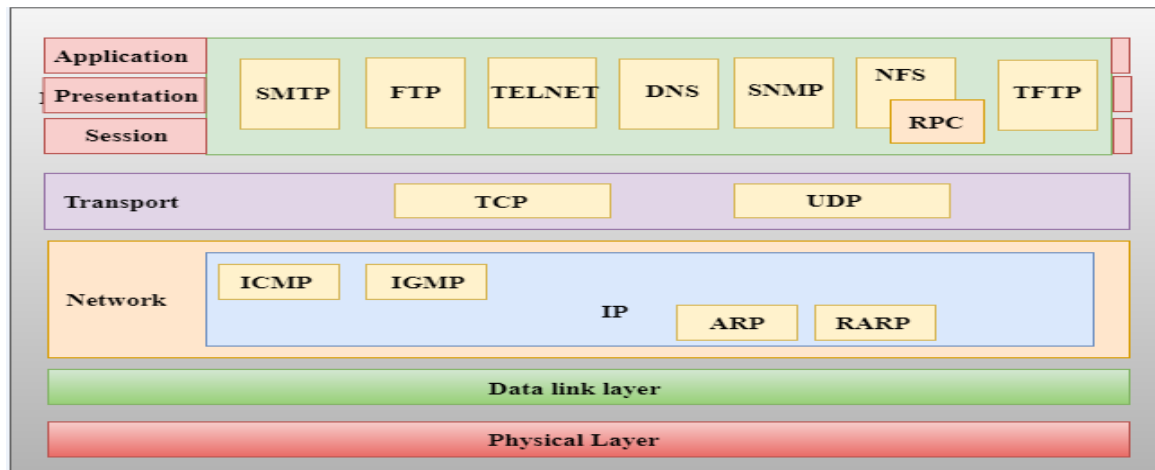 Application
Presentation
Session
SMTP
FTP
TELNET
DNS
SNMP
NFS
RPC
TFTP
Transport
TCP
UDP
Network
ICMP
IGMP
IP
ARP
RARP
Data link layer
Physical Layer